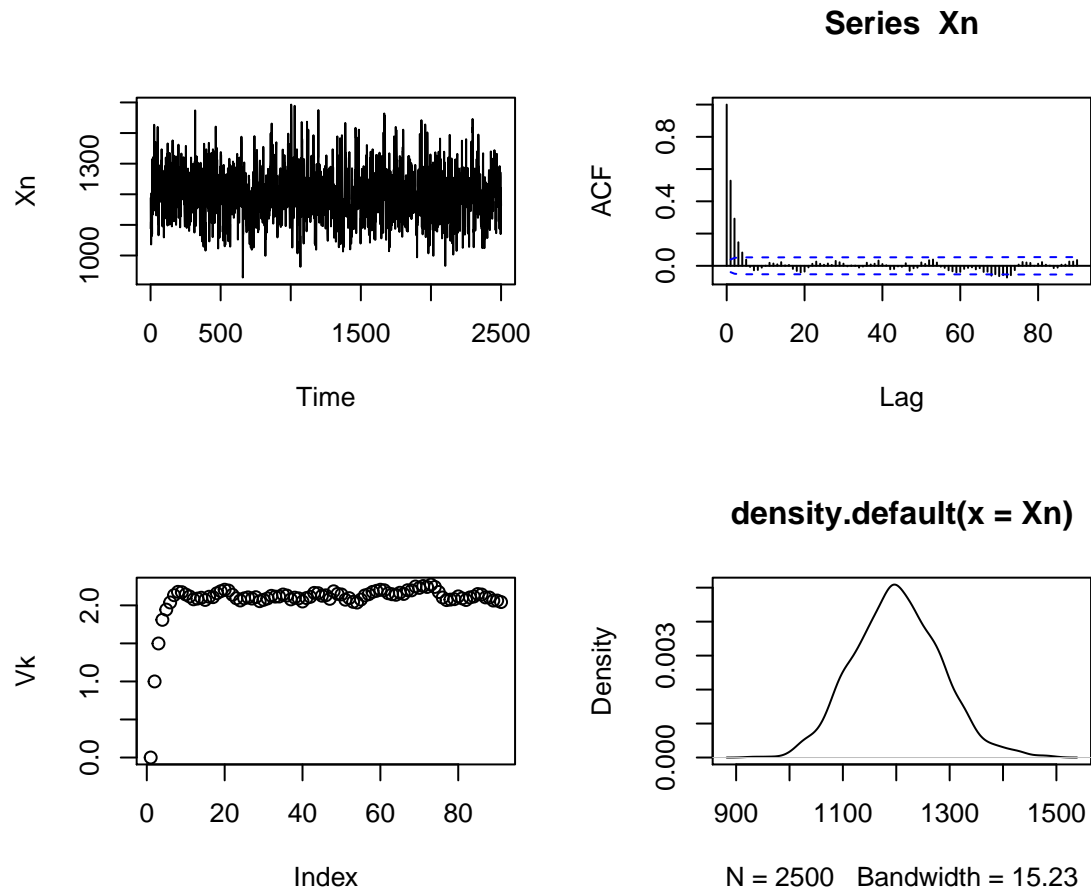 Series  Xn
Xn
1000
1300
0
500
1500
2500
Time
ACF
0.0
0.4
0.8
0
20
40
60
80
Lag
density.default(x = Xn)
Vk
0.0
1.0
2.0
0
20
40
60
80
Index
Density
0.000
0.003
900
1100
1300
1500
N = 2500   Bandwidth = 15.23